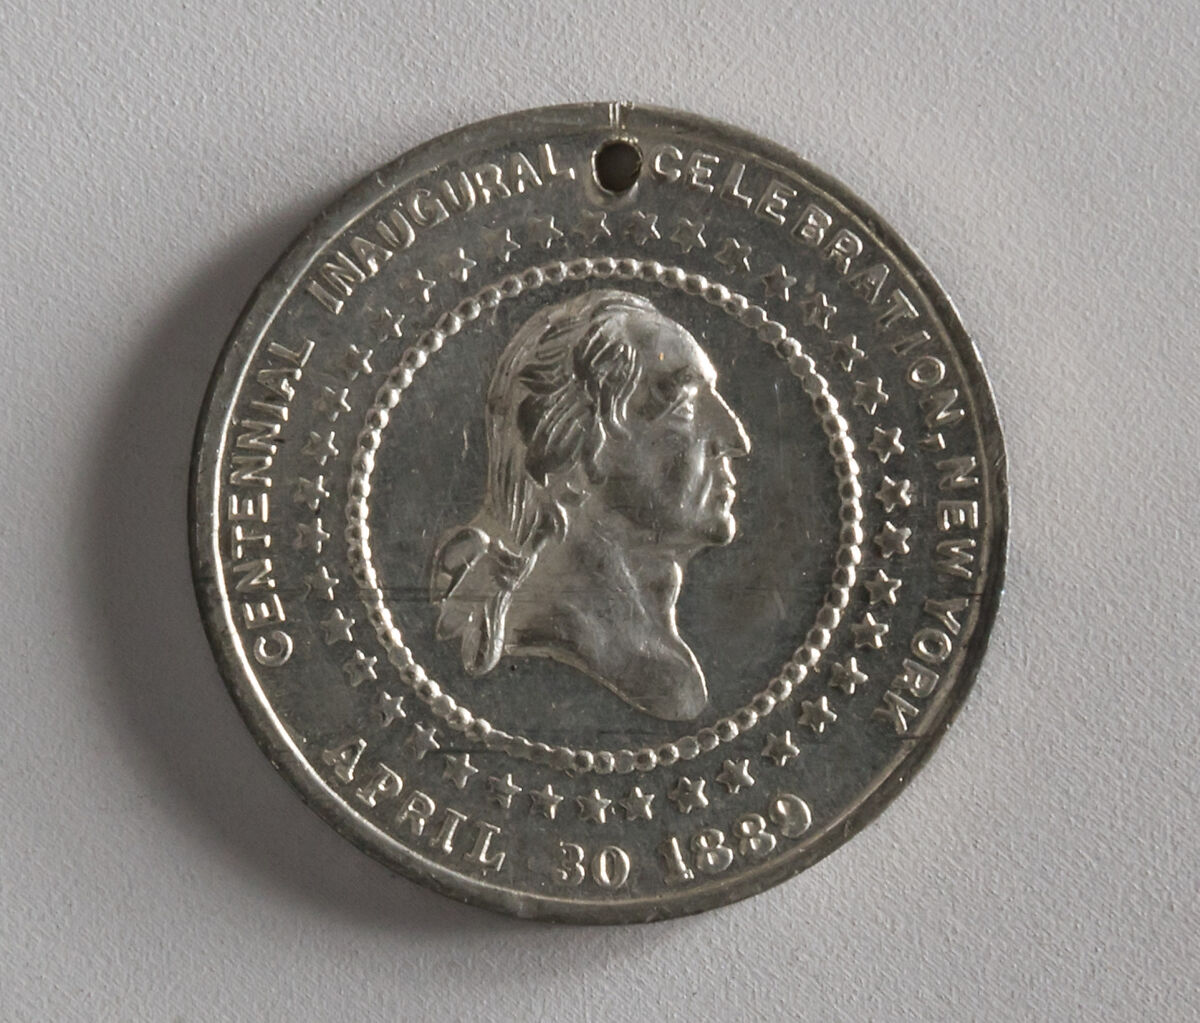 CENTENNIAL INAUGURAL CELEBRATION, NEW YORK
APRIL 30 1889